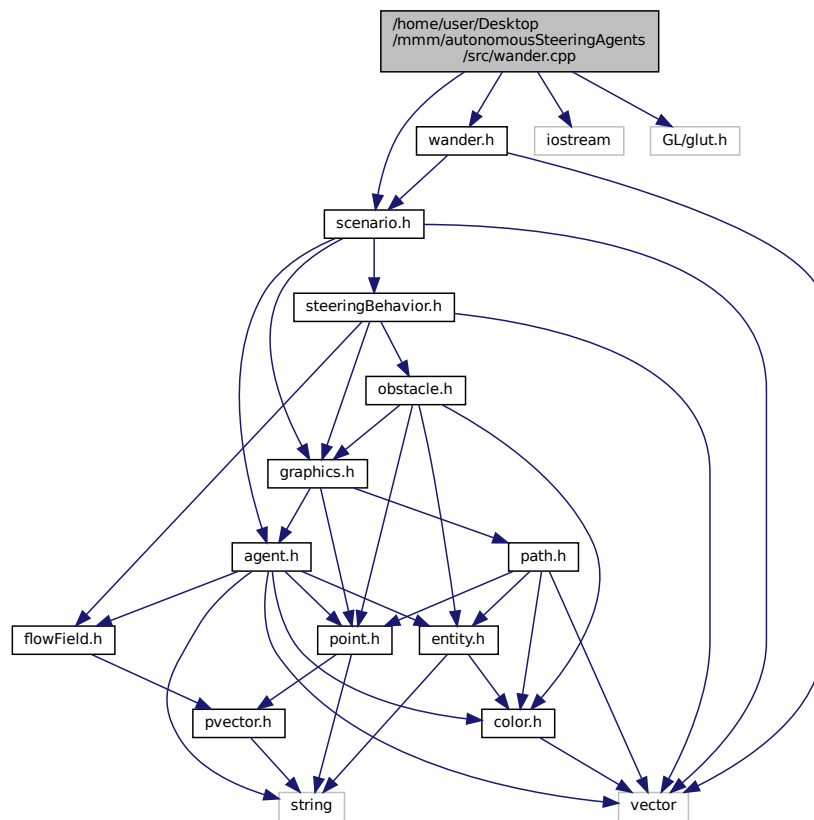 /home/user/Desktop
/mmm/autonomousSteeringAgents
/src/wander.cpp
wander.h
iostream
GL/glut.h
scenario.h
steeringBehavior.h
obstacle.h
graphics.h
agent.h
path.h
flowField.h
point.h
entity.h
pvector.h
color.h
string
vector